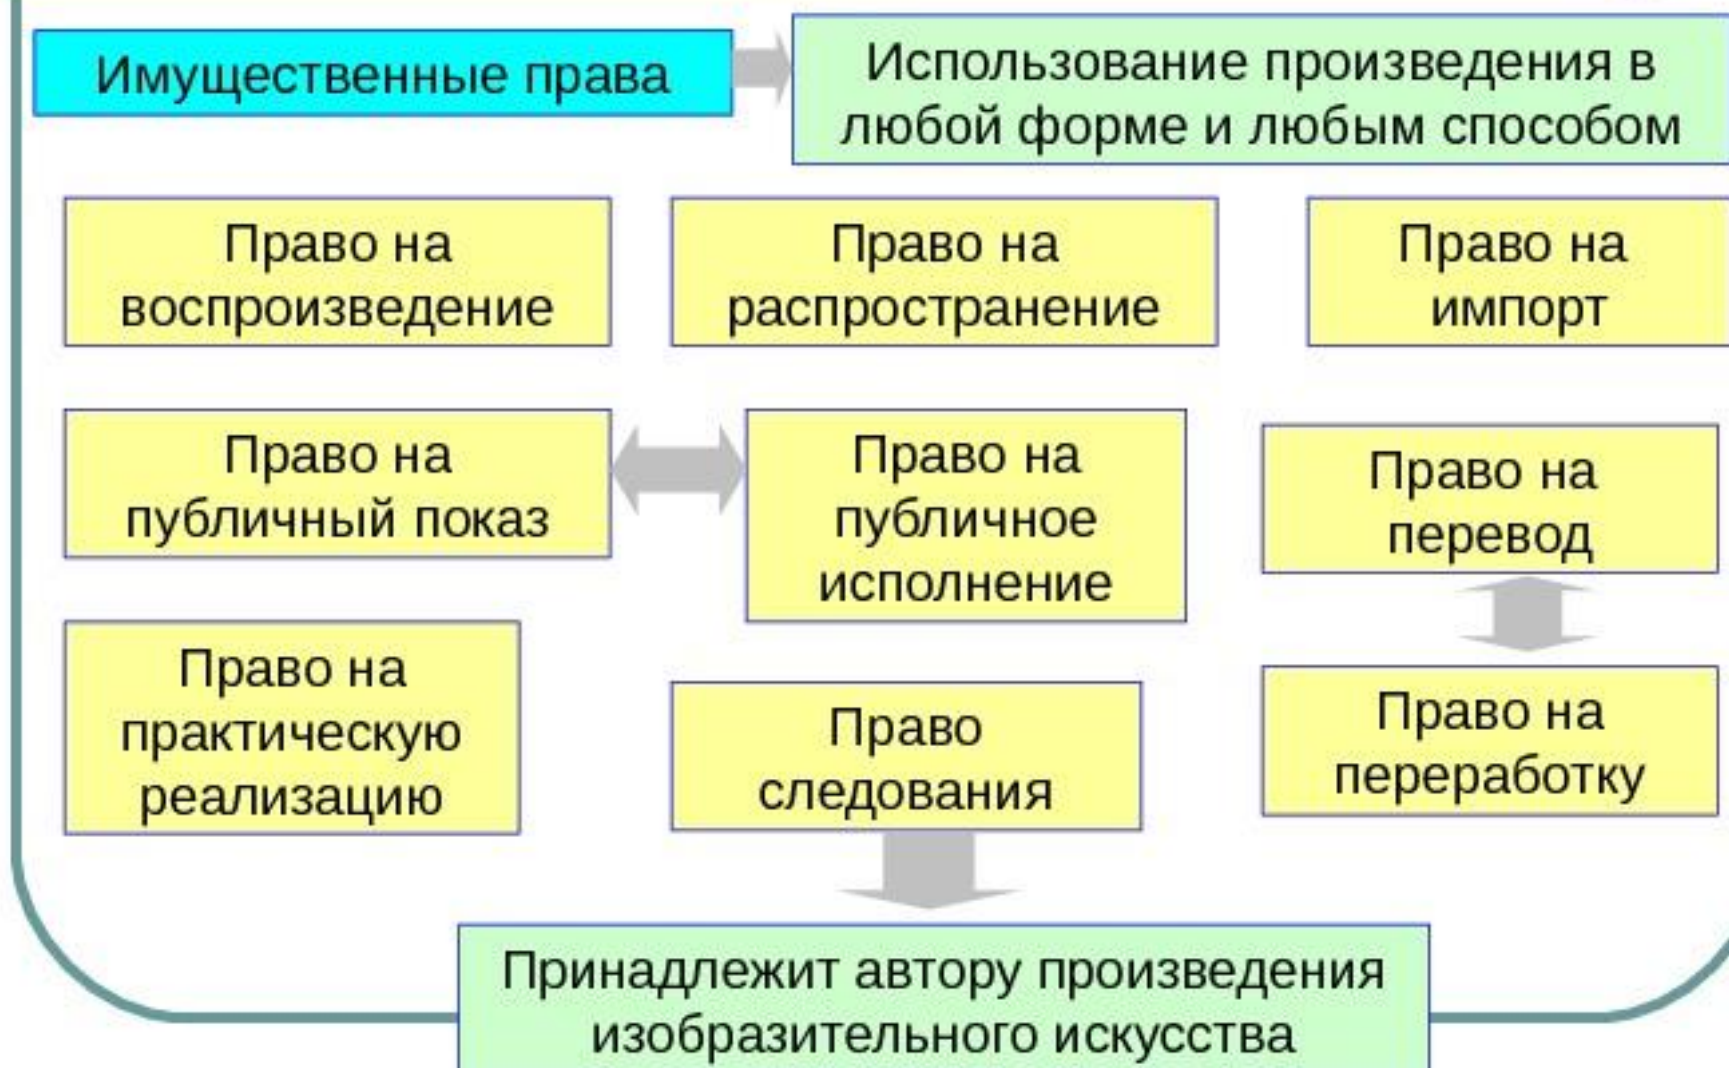 Имущественные права
Использование произведения в
любой форме и любым способом
Право на
воспроизведение
Право на
распространение
Право на
импорт
Право на
публичный показ
Право на
публичное
исполнение
Право на
перевод
Право на
практическую
реализацию
Право
следования
Право на
переработку
Принадлежит автору произведения
изобразительного искусства